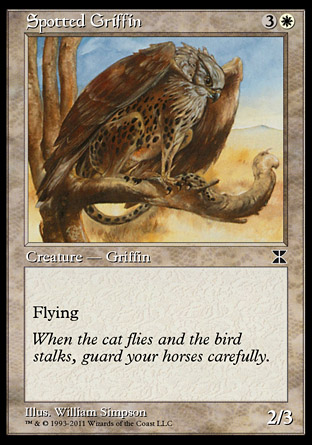 Spotted Griffin 3
Creature — Griffin
Flying
When the cat flies and the bird
stalks, guard your horses carefully.
2/3
Illus. William Simpson
™ & © 1993-2011 Wizards of the Coast LLC